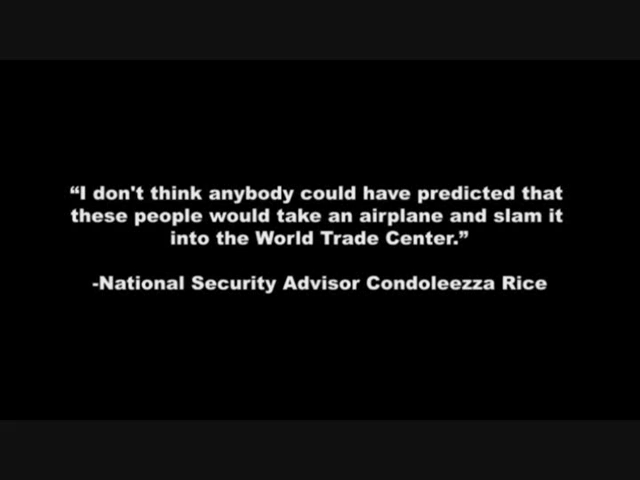 “I don't think anybody could have predicted that
these people would take an airplane and slam it
into the World Trade Center.”
-National Security Advisor Condoleezza Rice